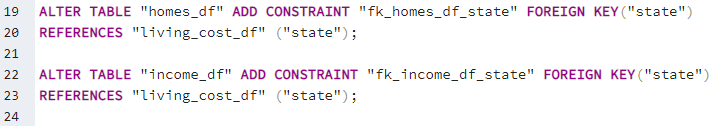 19 ALTER TABLE "homes_df" ADD CONSTRAINT "fk_homes_df_state" FOREIGN KEY("state")
20 REFERENCES "living_cost_df" ("state");
21
22 ALTER TABLE "income_df" ADD CONSTRAINT "fk_income_df_state" FOREIGN KEY("state")
23 REFERENCES "living_cost_df" ("state");
24